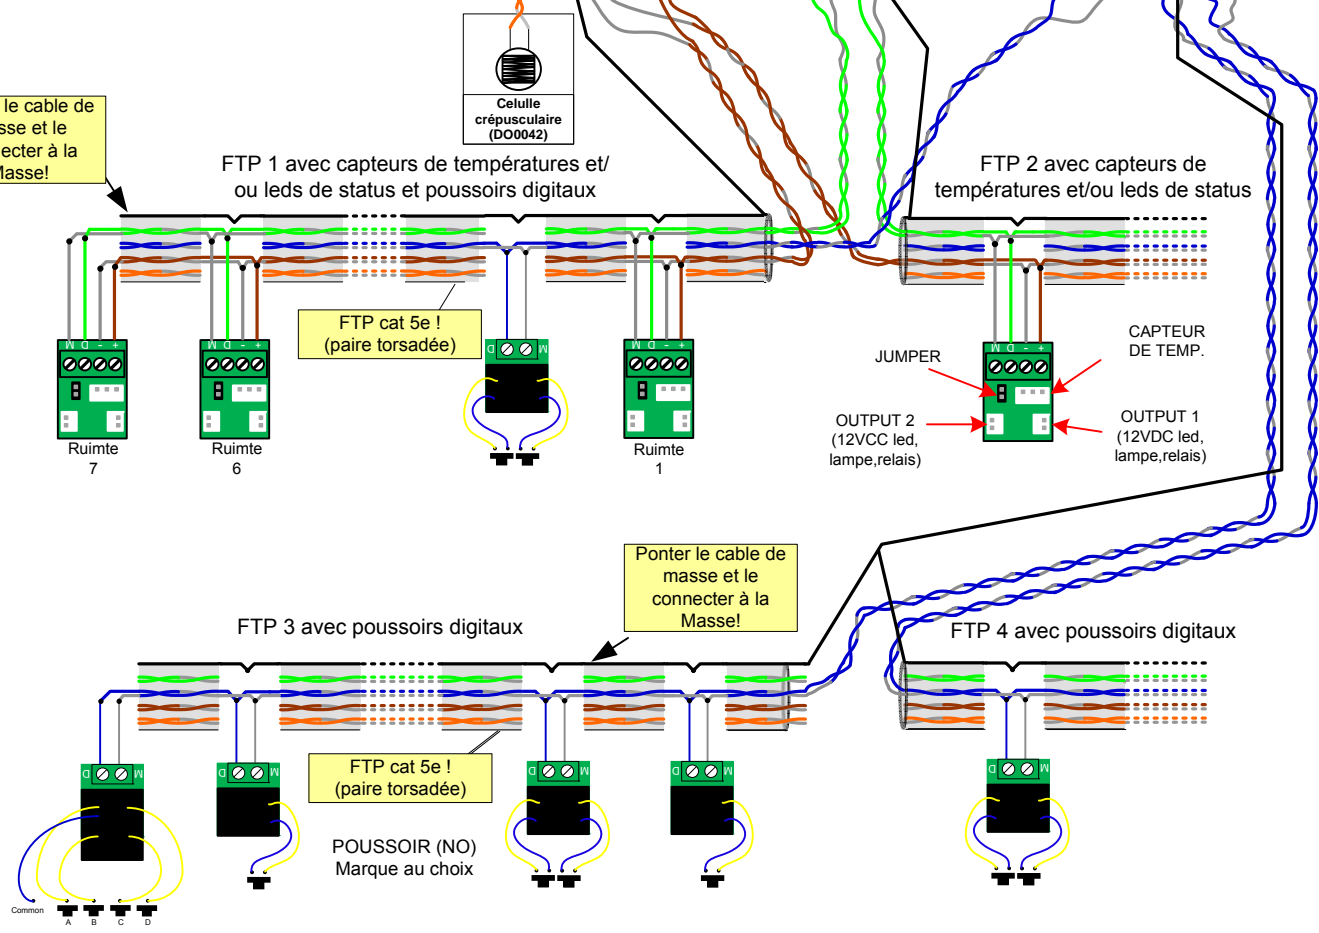 Celulle
crépusculaire
(DO0042)
le cable de
sse et le
ecter à la
Masse!
FTP 1 avec capteurs de températures et/
ou leds de status et poussoirs digitaux
FTP 2 avec capteurs de
températures et/ou leds de status
FTP cat 5e !
(paire torsadée)
M D - +
M D - +
D M
M D - +
M D - +
Ruimte
7
Ruimte
6
Ruimte
1
JUMPER
CAPTEUR
DE TEMP.
OUTPUT 2
(12VCC led,
lampe,relais)
OUTPUT 1
(12VDC led,
lampe,relais)
Ponter le cable de
masse et le
connecter à la
Masse!
FTP 3 avec poussoirs digitaux
FTP 4 avec poussoirs digitaux
D M
D M
D M
D M
D M
FTP cat 5e !
(paire torsadée)
POUSSOIR (NO)
Marque au choix
Common
A B C D